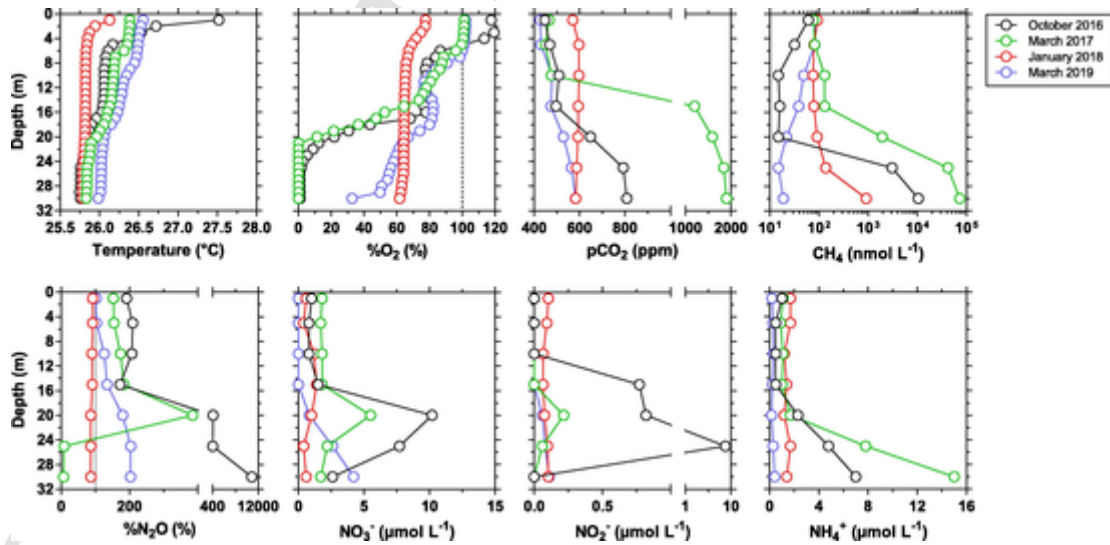 0
4
8
12
16
20
24
28
32
Depth (m)
25.5 26.0 26.5 27.0 28.0
Temperature (°C)
0 20 40 60 80 100 120
%O₂ (%)
400 600 800 1000 2000
pCO₂ (ppm)
10¹ 10² 10³ 10⁴ 10⁵
CH₄ (nmol L⁻¹)
October 2016
March 2017
January 2018
March 2019
0
4
8
12
16
20
24
28
32
Depth (m)
0 100 200 400 12000
%N₂O (%)
0 5 10 15
NO₃⁻ (µmol L⁻¹)
0.0 0.5 1 10
NO₂⁻ (µmol L⁻¹)
0 4 8 12 16
NH₄⁺ (µmol L⁻¹)